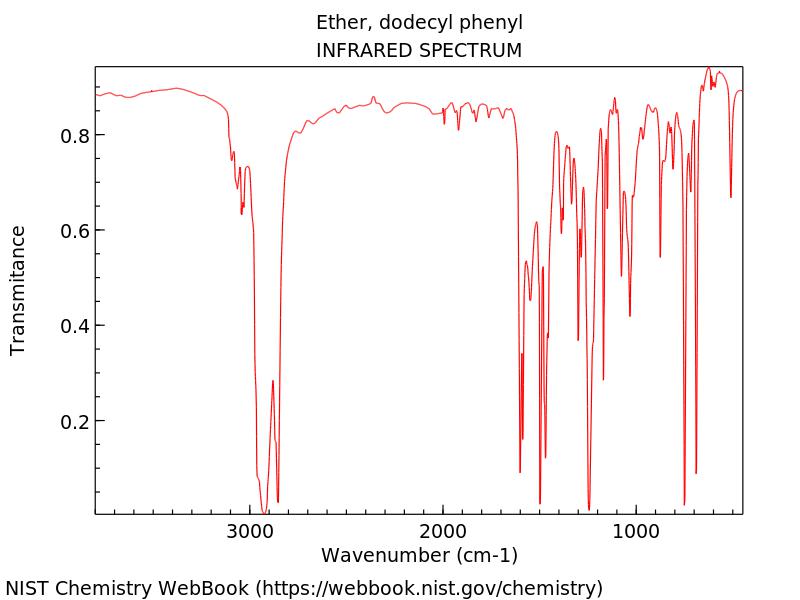 Ether, dodecyl phenyl
INFRARED SPECTRUM
0.8
0.6
0.4
0.2
Transmitance
3000 2000 1000
Wavenumber (cm-1)
NIST Chemistry WebBook (https://webbook.nist.gov/chemistry)